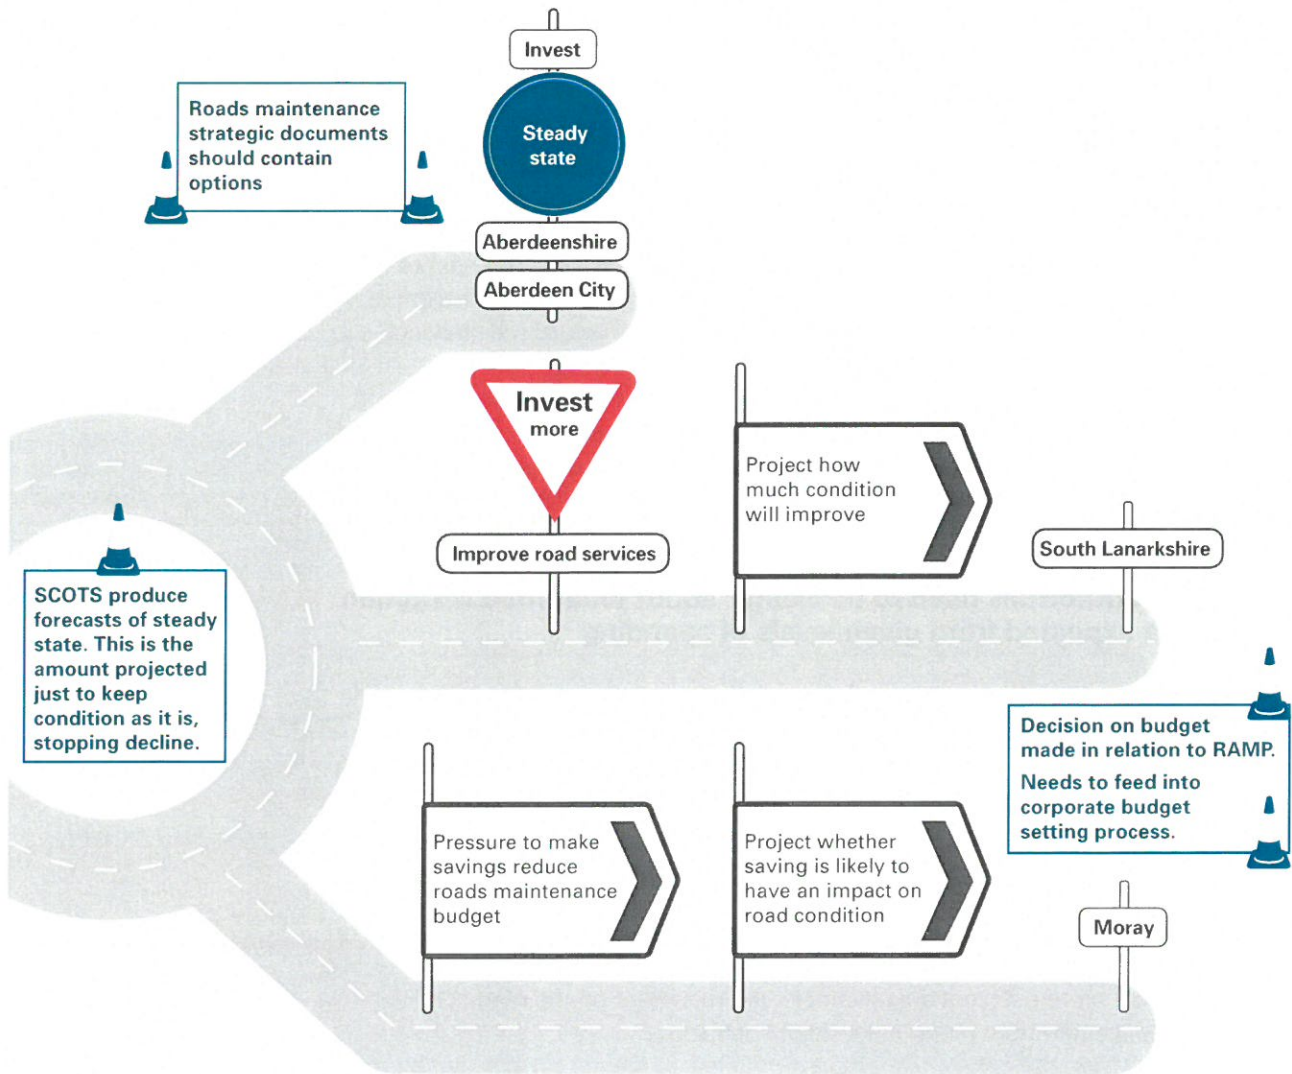 Invest
Steady
state
Roads maintenance
strategic documents
should contain
options
Aberdeenshire
Aberdeen City
Invest
more
Improve road services
Project how
much condition
will improve
South Lanarkshire
SCOTS produce
forecasts of steady
state. This is the
amount projected
just to keep
condition as it is,
stopping decline.
Decision on budget
made in relation to RAMP.
Needs to feed into
corporate budget
setting process.
Pressure to make
savings reduce
roads maintenance
budget
Project whether
saving is likely to
have an impact on
road condition
Moray